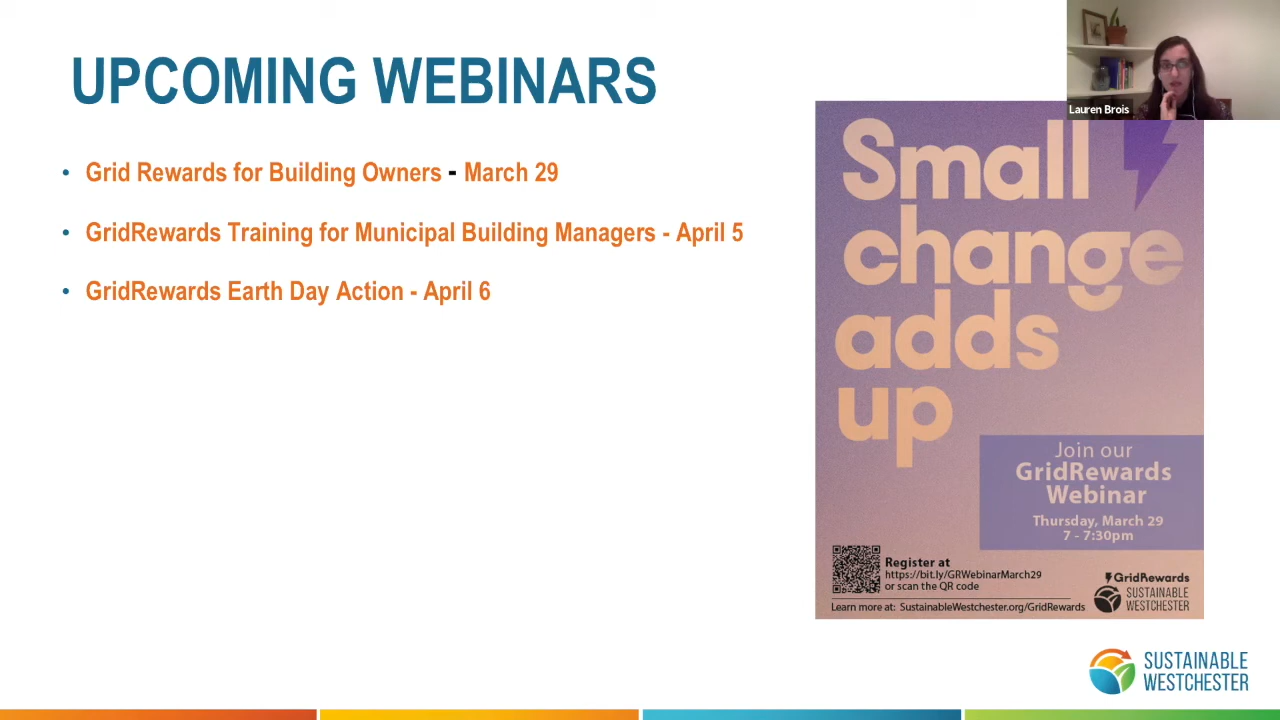 UPCOMING WEBINARS
Lauren Brois
• Grid Rewards for Building Owners - March 29
• GridRewards Training for Municipal Building Managers - April 5
• GridRewards Earth Day Action - April 6
Small
change
adds
up
Join our
GridRewards
Webinar
Thursday, March 29
7 - 7:30pm
Register at
https://bit.ly/GRWebinarMarch29
or scan the QR code
Learn more at: SustainableWestchester.org/GridRewards
GridRewards
SUSTAINABLE
WESTCHESTER
SUSTAINABLE
WESTCHESTER